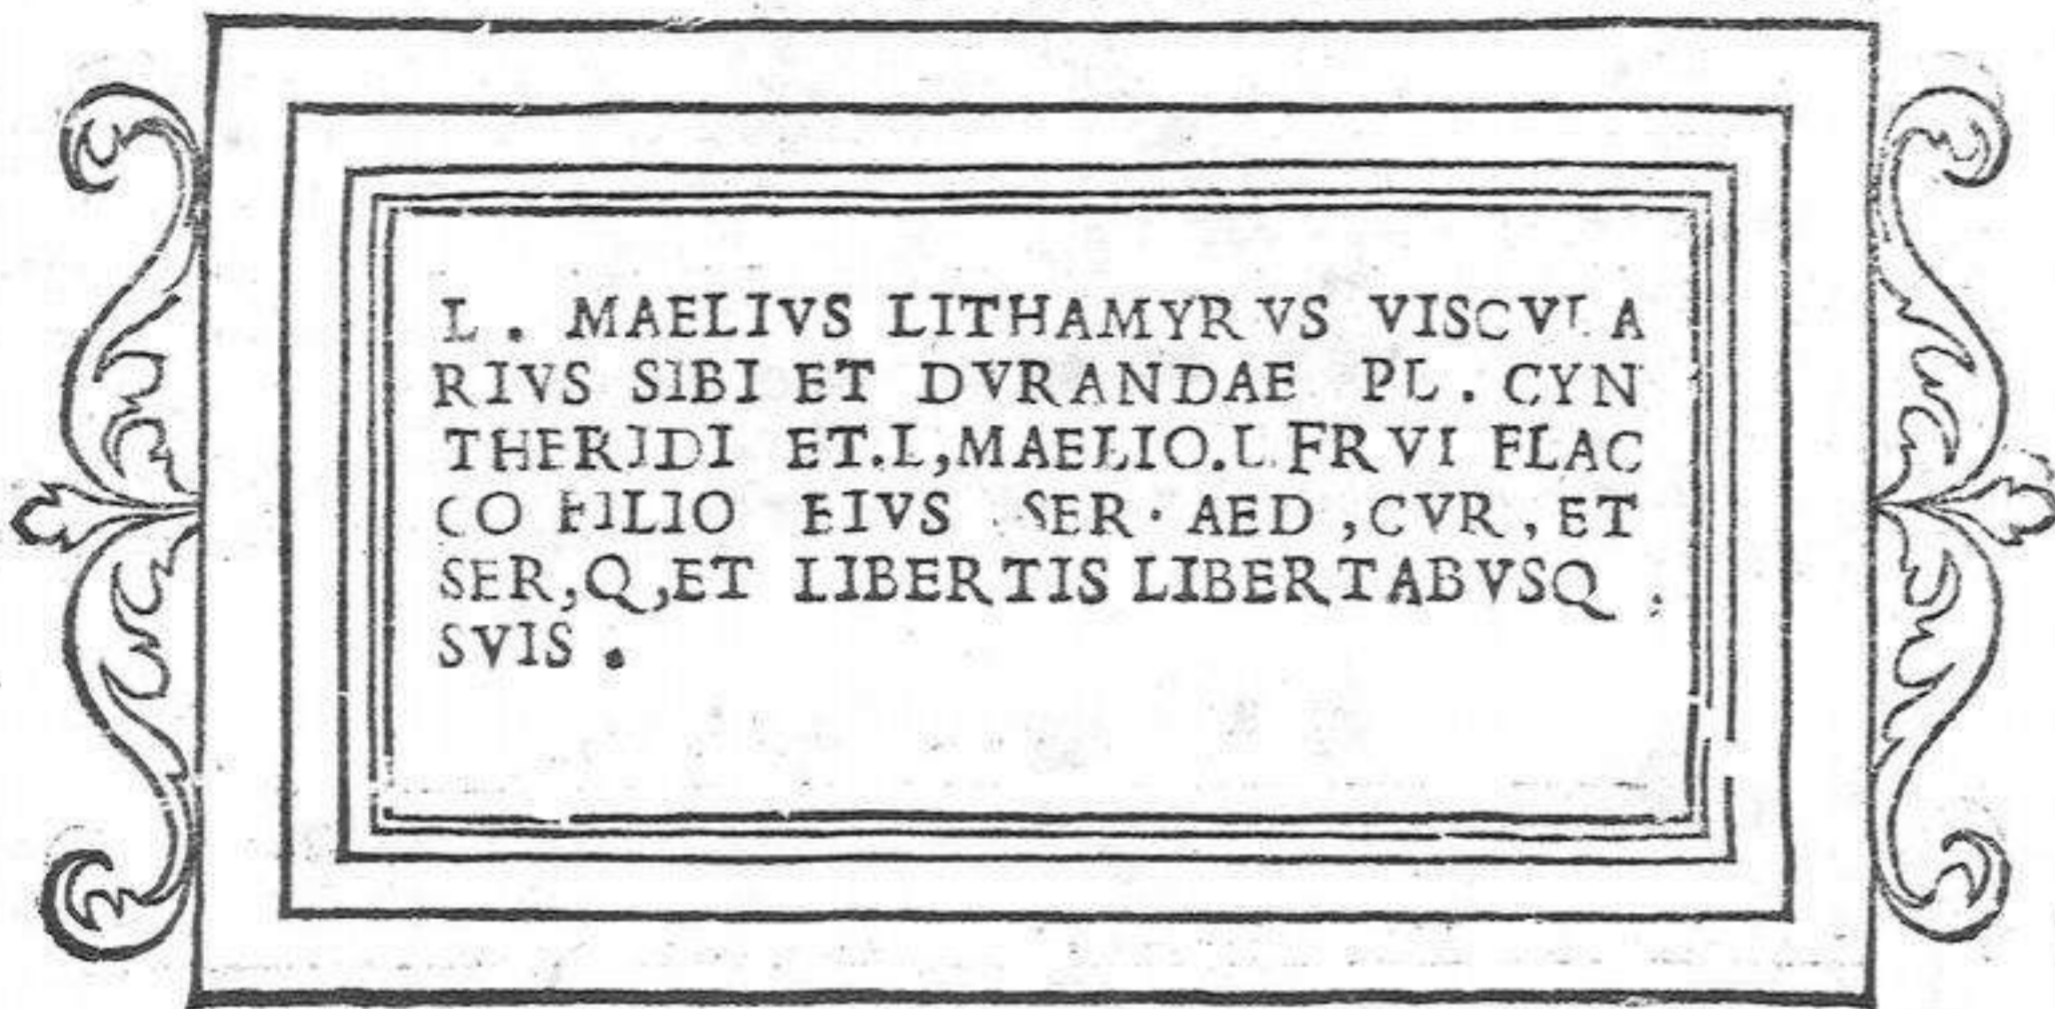 L . MAELIVS LITHAMYRVS VISCVLA
RIVS SIBI ET DVRANDAE PL . CYN
THERIDI ET.L,MAELIO.L.FRVI FLAC
CO FILIO EIVS SER · AED ,CVR, ET
SER,Q,ET LIBERTIS LIBERTABVSQ .
SVIS .